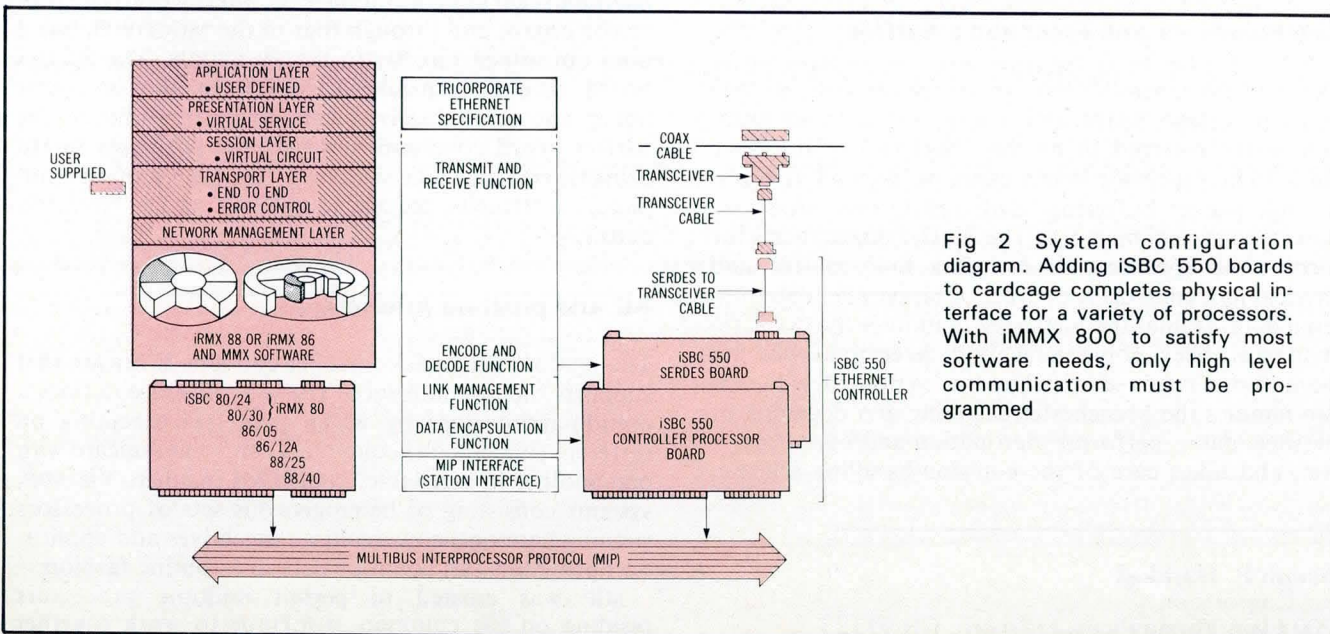 APPLICATION LAYER
• USER DEFINED
PRESENTATION LAYER
• VIRTUAL SERVICE
SESSION LAYER
• VIRTUAL CIRCUIT
TRANSPORT LAYER
• END TO END
• ERROR CONTROL
NETWORK MANAGEMENT LAYER
USER
SUPPLIED
iRMX 88 OR iRMX 86
AND MMX SOFTWARE
iSBC 80/24
80/30 } iRMX 80
86/05
86/12A
88/25
88/40
TRICORPORATE
ETHERNET
SPECIFICATION
TRANSMIT AND
RECEIVE FUNCTION
ENCODE AND
DECODE FUNCTION
LINK MANAGEMENT
FUNCTION
DATA ENCAPSULATION
FUNCTION
MIP INTERFACE
(STATION INTERFACE)
COAX
CABLE
TRANSCEIVER
TRANSCEIVER
CABLE
SERDES TO
TRANSCEIVER
CABLE
iSBC 550
SERDES BOARD
iSBC 550
CONTROLLER PROCESSOR
BOARD
iSBC 550
ETHERNET
CONTROLLER
MULTIBUS INTERPROCESSOR PROTOCOL (MIP)
Fig 2 System configuration
diagram. Adding iSBC 550 boards
to cardcage completes physical in-
terface for a variety of processors.
With iMMX 800 to satisfy most
software needs, only high level
communication must be pro-
grammed